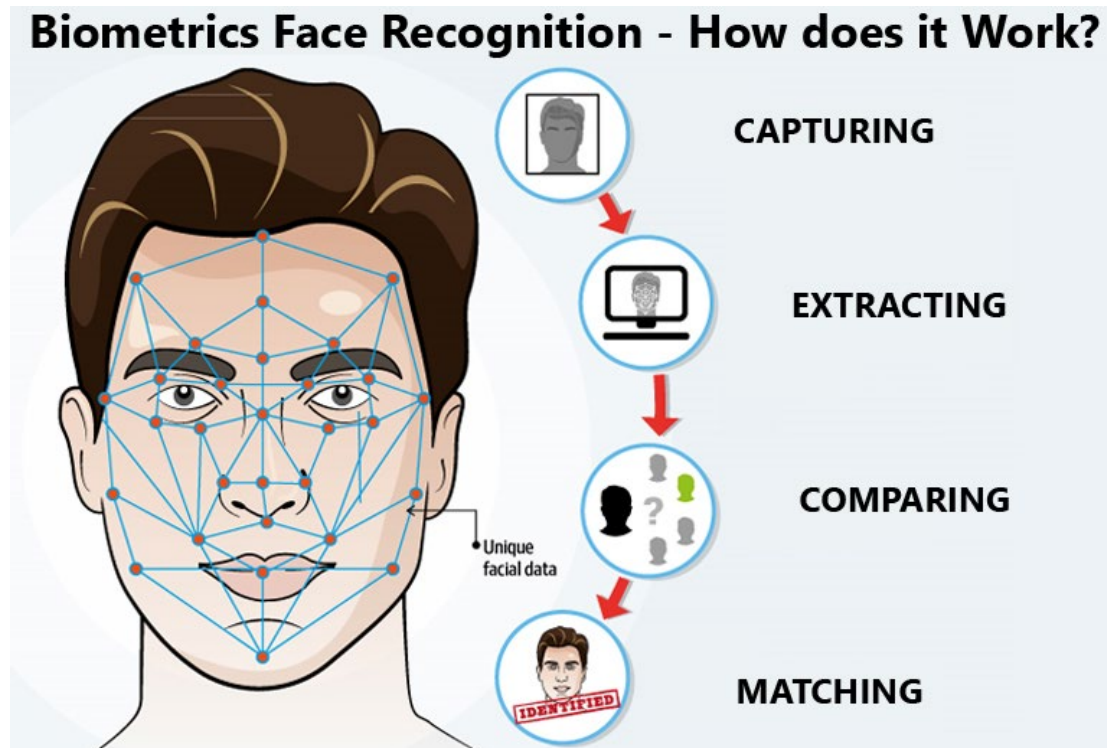 Biometrics Face Recognition - How does it Work?
CAPTURING
EXTRACTING
?
COMPARING
Unique
facial data
IDENTIFIED
MATCHING